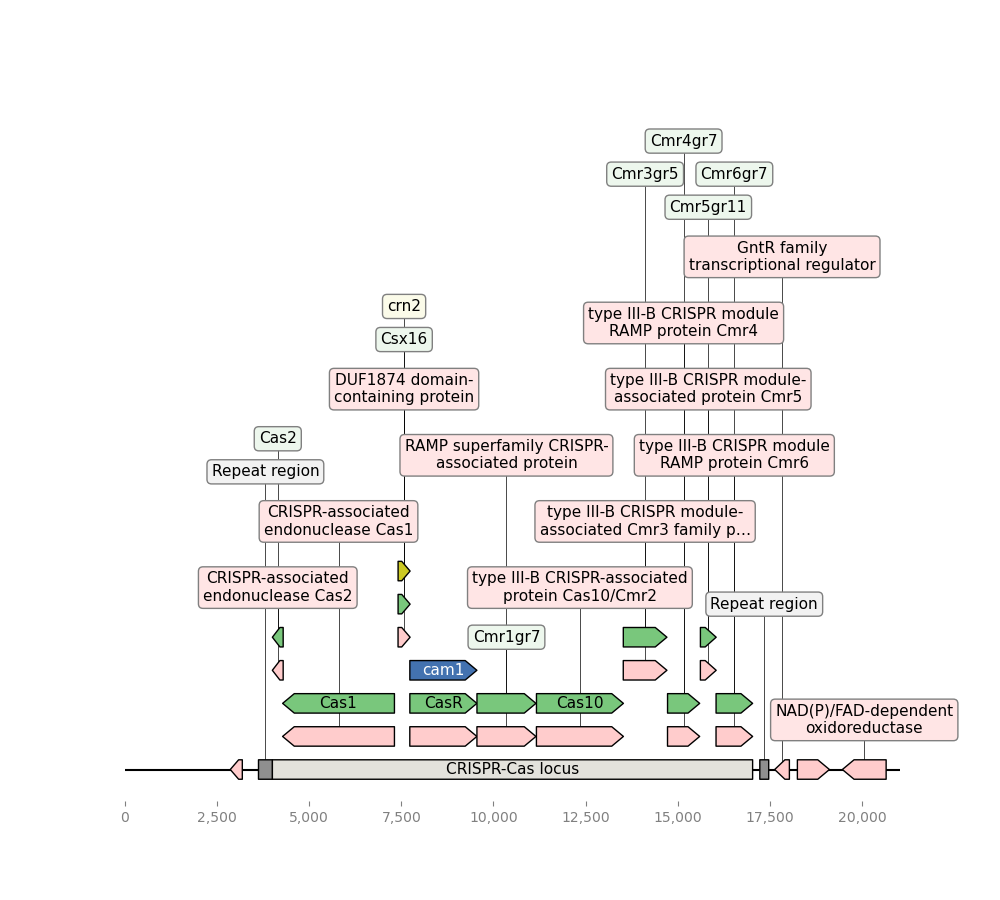 Cmr4gr7
Cmr3gr5
Cmr6gr7
Cmr5gr11
GntR family
transcriptional regulator
crn2
type III-B CRISPR module
RAMP protein Cmr4
Csx16
DUF1874 domain-
containing protein
type III-B CRISPR module-
associated protein Cmr5
Cas2
RAMP superfamily CRISPR-
associated protein
type III-B CRISPR module
RAMP protein Cmr6
Repeat region
CRISPR-associated
endonuclease Cas1
type III-B CRISPR module-
associated Cmr3 family p…
CRISPR-associated
endonuclease Cas2
type III-B CRISPR-associated
protein Cas10/Cmr2
Repeat region
Cmr1gr7
cam1
Cas1
CasR
Cas10
NAD(P)/FAD-dependent
oxidoreductase
CRISPR-Cas locus
0
2,500
5,000
7,500
10,000
12,500
15,000
17,500
20,000